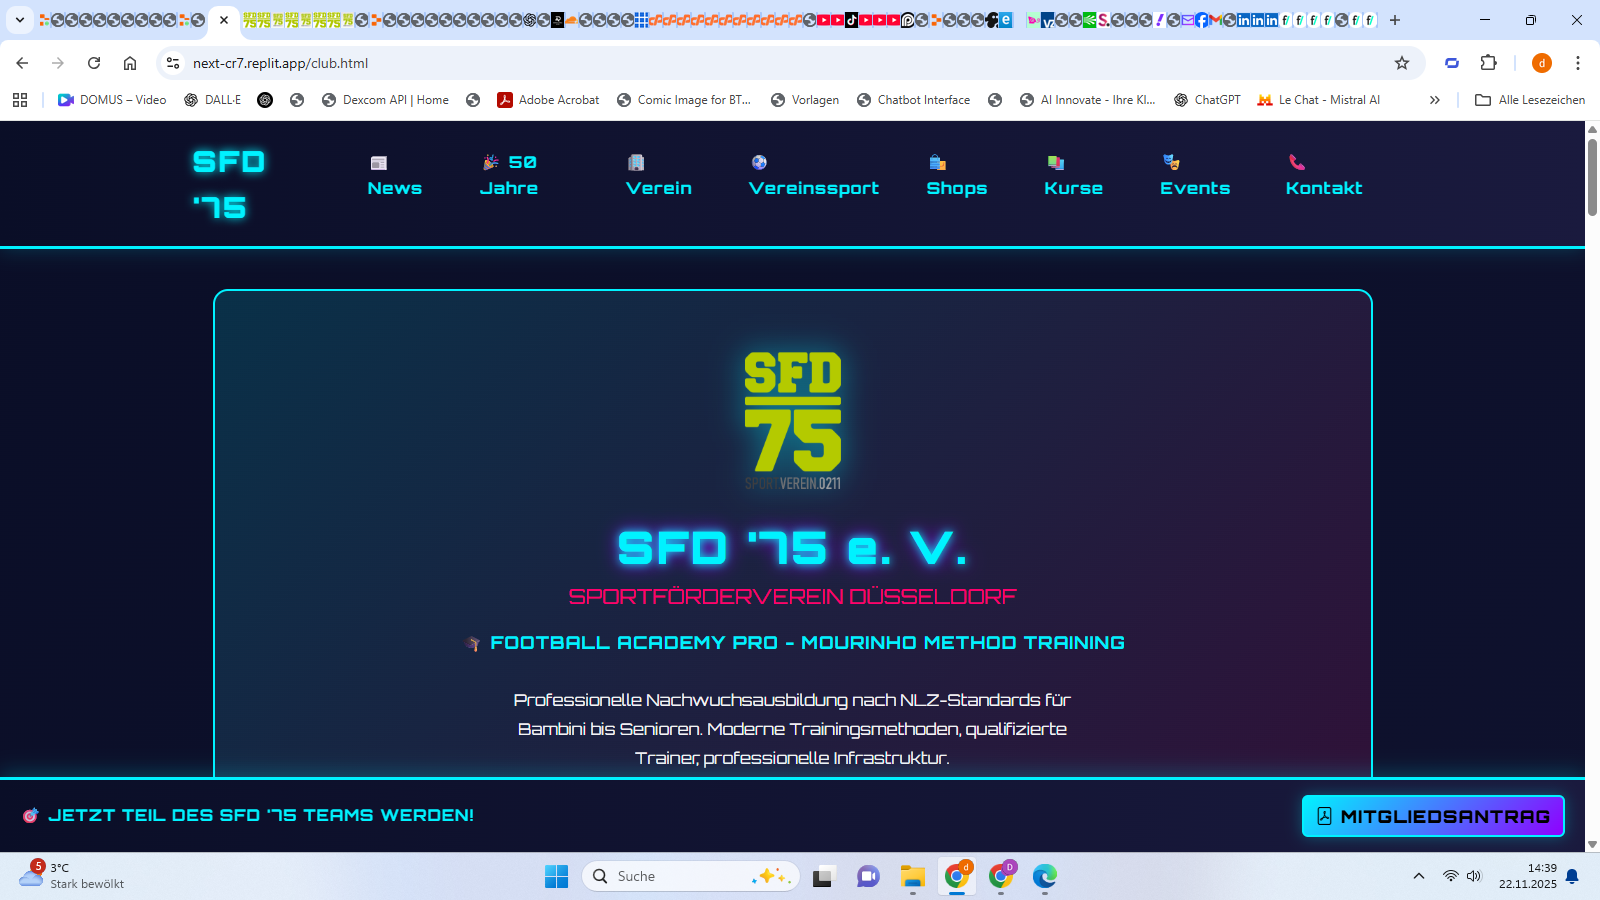 next-cr7.replit.app/club.html
d
DOMUS – Video
DALL·E
Dexcom API | Home
Adobe Acrobat
Comic Image for BT...
Vorlagen
Chatbot Interface
AI Innovate - Ihre KI...
ChatGPT
Le Chat - Mistral AI
Alle Lesezeichen
SFD
'75
News
50
Jahre
Verein
Vereinssport
Shops
Kurse
Events
Kontakt
SFD
75
SPORTVEREIN.0211
SFD '75 e. V.
SPORTFÖRDERVEREIN DÜSSELDORF
FOOTBALL ACADEMY PRO - MOURINHO METHOD TRAINING
Professionelle Nachwuchsausbildung nach NLZ-Standards für
Bambini bis Senioren. Moderne Trainingsmethoden, qualifizierte
Trainer, professionelle Infrastruktur.
JETZT TEIL DES SFD '75 TEAMS WERDEN!
MITGLIEDSANTRAG
5
3°C
Stark bewölkt
Suche
d
D
14:39
22.11.2025